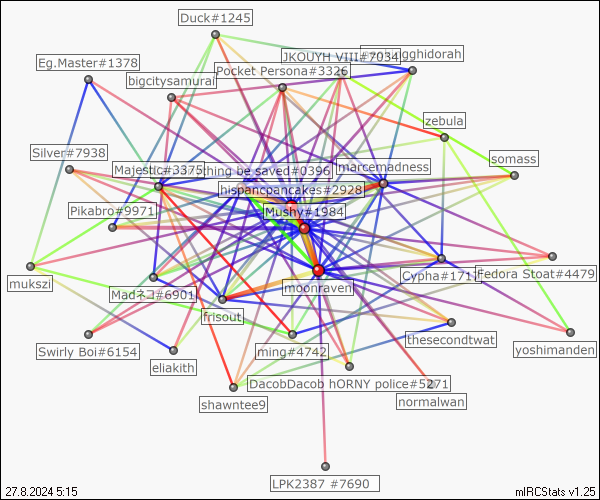 Duck#1245
JKOUYH VIII#7034
gghidorah
Eg.Master#1378
Pocket Persona#3326
bigcitysamurai
zebula
Silver#7938
marcemadness
somass
Majestic#3375
thing be saved#0396
hispancpancakes#2928
Pikabro#9971
Mushy#1984
mukszi
moonraven
Cypha#171
Fedora Stoat#4479
Madネコ#6901
frisout
thesecondtwat
yoshimanden
Swirly Boi#6154
eliakith
ming#4742
DacobDacob hORNY police#5271
shawntee9
normalwan
LPK2387 #7690
27.8.2024 5:15
mIRCStats v1.25